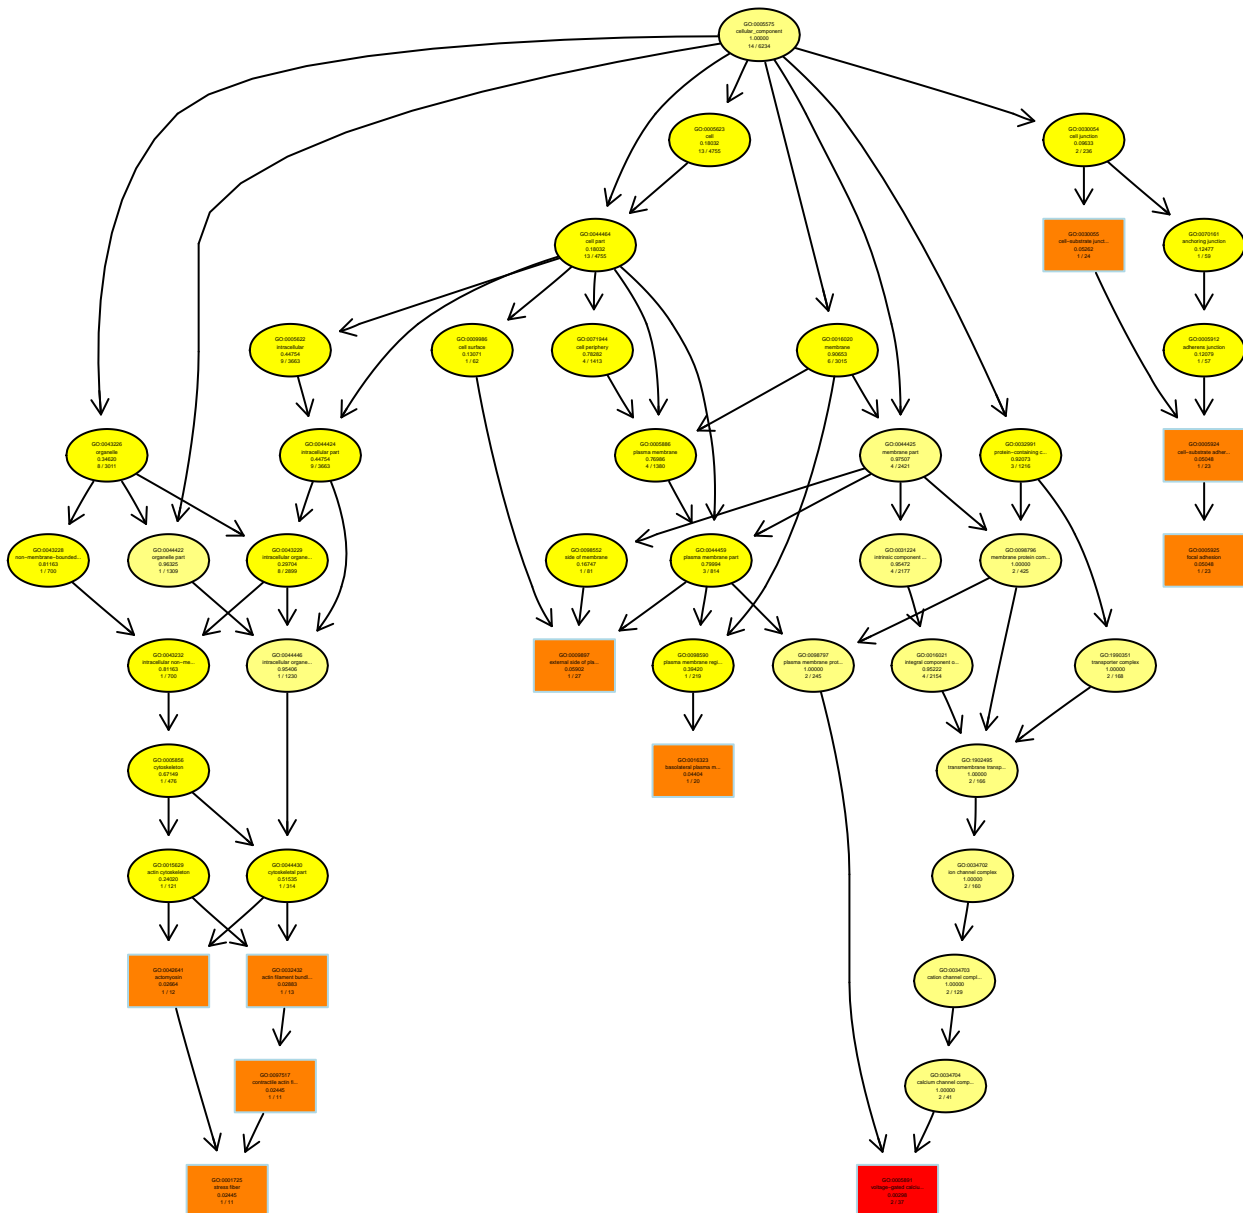 GO:0005575
cellular_component
1.00000
14 / 6234
GO:0005623
cell
0.18032
13 / 4755
GO:0030054
cell junction
0.09633
2 / 236
GO:0044464
cell part
0.18032
13 / 4755
GO:0030055
cell-substrate junct...
0.05262
1 / 24
GO:0070161
anchoring junction
0.12477
1 / 59
GO:0005622
intracellular
0.44754
9 / 3663
GO:0009986
cell surface
0.13071
1 / 62
GO:0071944
cell periphery
0.78282
4 / 1413
GO:0016020
membrane
0.90653
6 / 3015
GO:0005912
adherens junction
0.12079
1 / 57
GO:0043226
organelle
0.34620
8 / 3011
GO:0044424
intracellular part
0.44754
9 / 3663
GO:0005886
plasma membrane
0.76986
4 / 1380
GO:0044425
membrane part
0.97507
4 / 2421
GO:0032991
protein-containing c...
0.92073
3 / 1216
GO:0005924
cell-substrate adher...
0.05048
1 / 23
GO:0043228
non-membrane-bounded...
0.81163
1 / 700
GO:0044422
organelle part
0.96325
1 / 1309
GO:0043229
intracellular organe...
0.29704
8 / 2899
GO:0098552
side of membrane
0.16747
1 / 81
GO:0044459
plasma membrane part
0.79994
3 / 814
GO:0031224
intrinsic component ...
0.95472
4 / 2177
GO:0098796
membrane protein com...
1.00000
2 / 425
GO:0005925
focal adhesion
0.05048
1 / 23
GO:0043232
intracellular non-me...
0.81163
1 / 700
GO:0044446
intracellular organe...
0.95406
1 / 1230
GO:0009897
external side of pla...
0.05902
1 / 27
GO:0098590
plasma membrane regi...
0.39420
1 / 219
GO:0098797
plasma membrane prot...
1.00000
2 / 245
GO:0016021
integral component o...
0.95222
4 / 2154
GO:1990351
transporter complex
1.00000
2 / 168
GO:0005856
cytoskeleton
0.67149
1 / 476
GO:0016323
basolateral plasma m...
0.04404
1 / 20
GO:1902495
transmembrane transp...
1.00000
2 / 166
GO:0015629
actin cytoskeleton
0.24020
1 / 121
GO:0044430
cytoskeletal part
0.51535
1 / 314
GO:0034702
ion channel complex
1.00000
2 / 160
GO:0042641
actomyosin
0.02664
1 / 12
GO:0032432
actin filament bundl...
0.02883
1 / 13
GO:0034703
cation channel compl...
1.00000
2 / 129
GO:0097517
contractile actin fi...
0.02445
1 / 11
GO:0034704
calcium channel comp...
1.00000
2 / 41
GO:0001725
stress fiber
0.02445
1 / 11
GO:0005891
voltage-gated calciu...
2 / 37